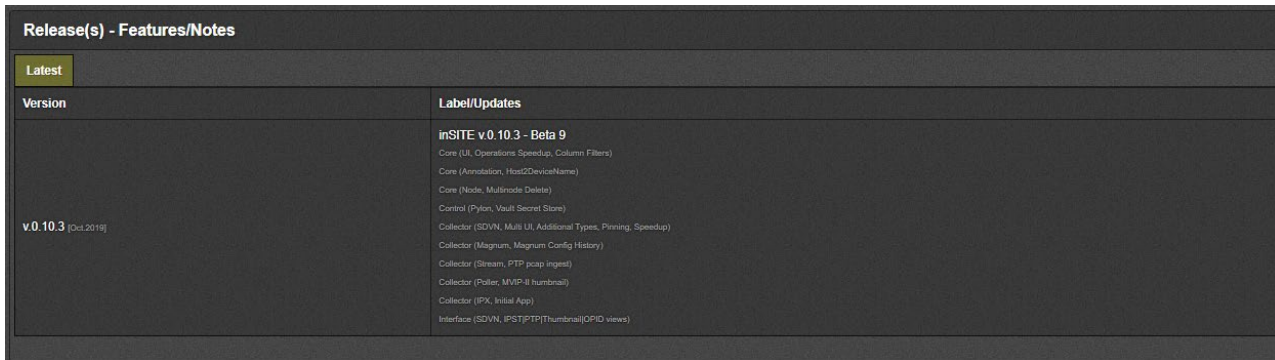 Release(s) - Features/Notes
Latest
Version Label/Updates
inSITE v.0.10.3 - Beta 9
Core (UI, Operations Speedup, Column Filters)
Core (Annotation, Host2DeviceName)
Core (Node, Multinode Delete)
Control (Pylon, Vault Secret Store)
v.0.10.3 [Oct.2019]
Collector (SDVN, Multi UI, Additional Types, Pinning, Speedup)
Collector (Magnum, Magnum Config History)
Collector (Stream, PTP pcap ingest)
Collector (Poller, MVIP-II humbnail)
Collector (IPX, Initial App)
Interface (SDVN, IPST|PTP|Thumbnail|OPID views)